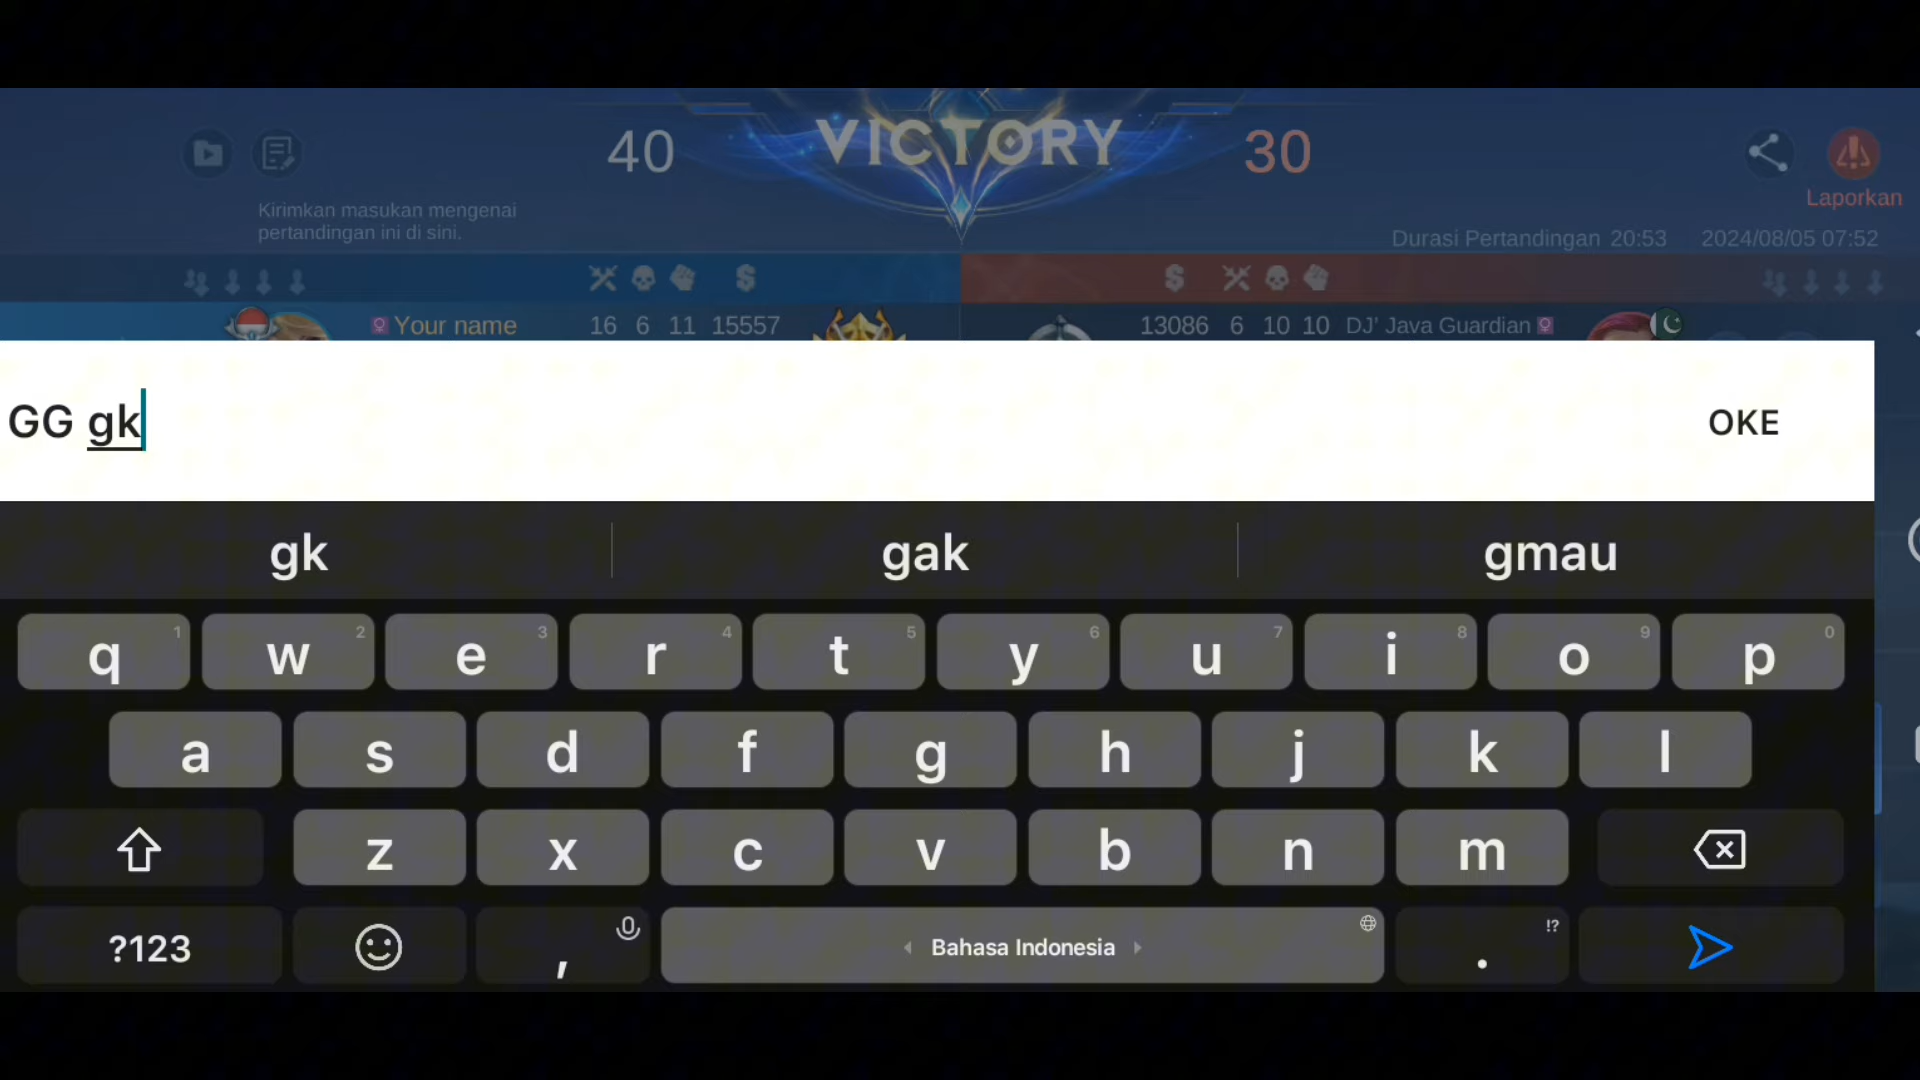 40 VICTORY 30
Laporkan
Kirimkan masukan mengenai
pertandingan ini di sini.
Durasi Pertandingan 20:53 2024/08/05 07:52
Your name 16 6 11 15557 13086 6 10 10 DJ' Java Guardian
GG gk OKE
gk gak gmau
q 1 w 2 e 3 r 4 t 5 y 6 u 7 i 8 o 9 p 0
a s d f g h j k l
z x c v b n m
?123 , Bahasa Indonesia . !?